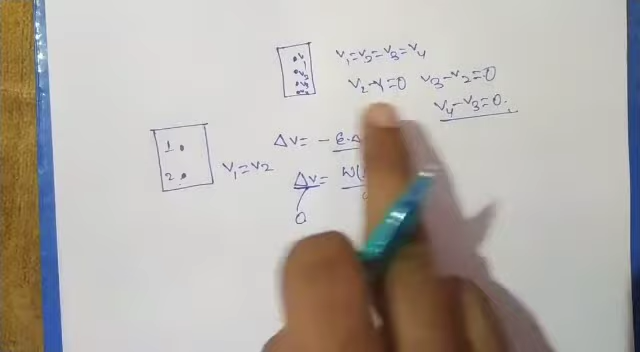 V₁=V₂=V₃=V₄
V₂-V₁=0 V₃-V₂=0
V₄-V₃=0.
1
2
V₁=V₂
ΔV= - E.Δ
ΔV= W
0